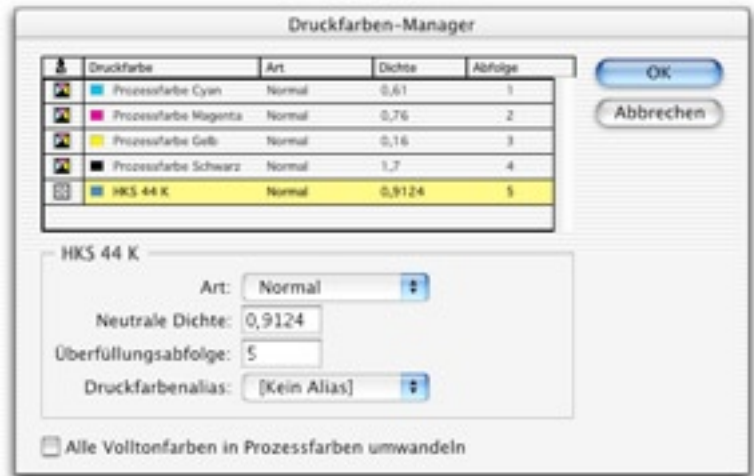 Druckfarben-Manager
Druckfarbe Art Dichte Abfolge
Prozessfarbe Cyan Normal 0,61 1
Prozessfarbe Magenta Normal 0,76 2
Prozessfarbe Gelb Normal 0,16 3
Prozessfarbe Schwarz Normal 1,7 4
HKS 44 K Normal 0,9124 5
OK
Abbrechen
HKS 44 K
Art: Normal
Neutrale Dichte: 0,9124
Überfüllungsabfolge: 5
Druckfarbenalias: [Kein Alias]
Alle Volltonfarben in Prozessfarben umwandeln